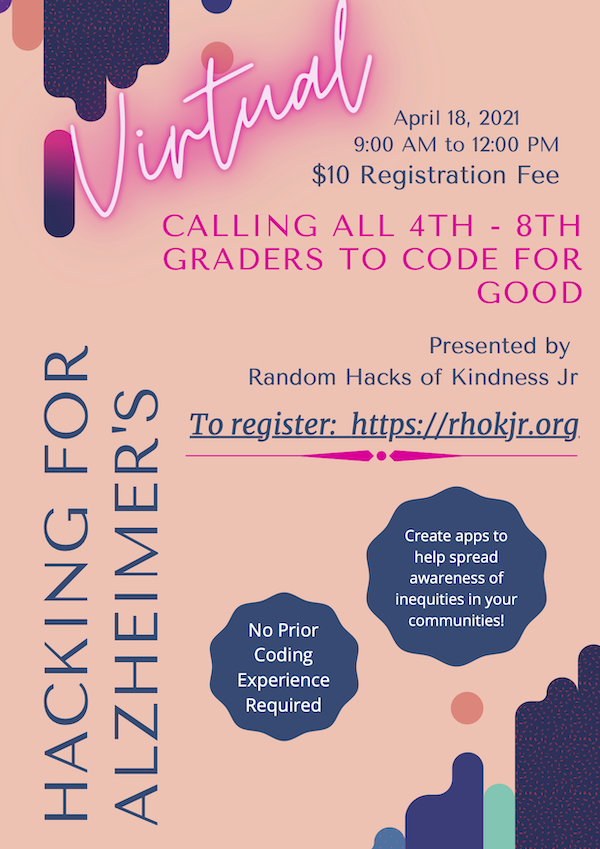 Virtual
April 18, 2021
9:00 AM to 12:00 PM
$10 Registration Fee
CALLING ALL 4TH - 8TH
GRADERS TO CODE FOR
GOOD
Presented by
Random Hacks of Kindness Jr
To register: https://rhokjr.org
HACKING FOR
ALZHEIMER'S
Create apps to
help spread
awareness of
inequities in your
communities!
No Prior
Coding
Experience
Required